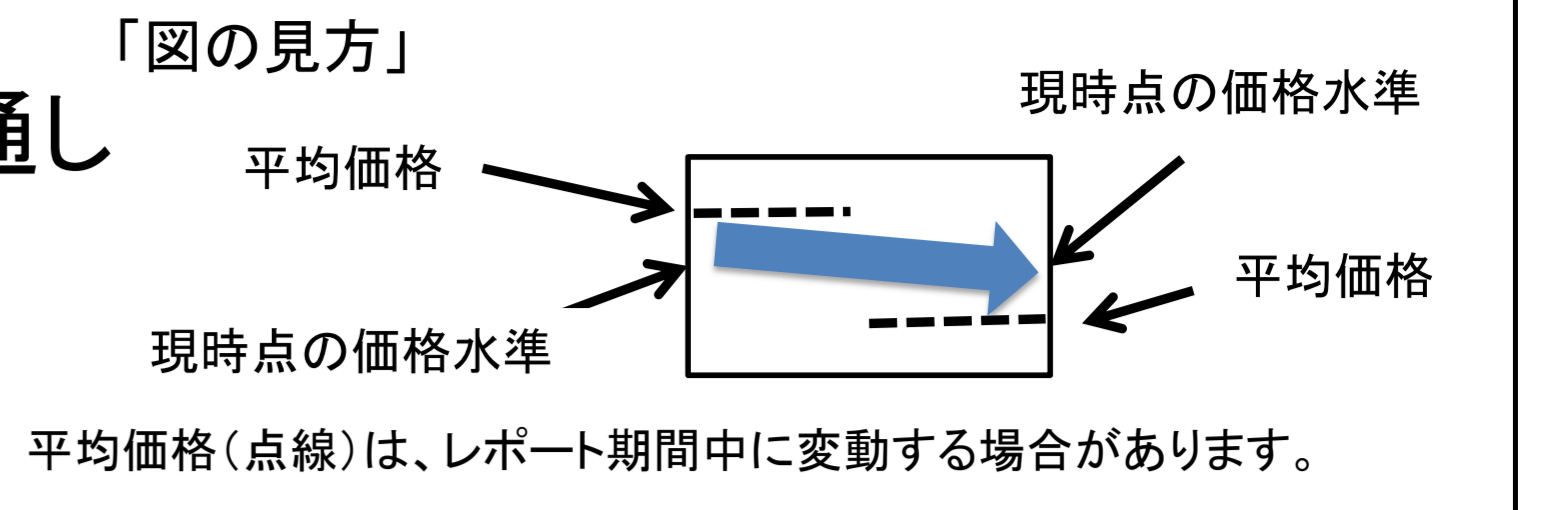 「図の見方」
通し
現時点の価格水準
平均価格
平均価格
現時点の価格水準
平均価格(点線)は、レポート期間中に変動する場合があります。